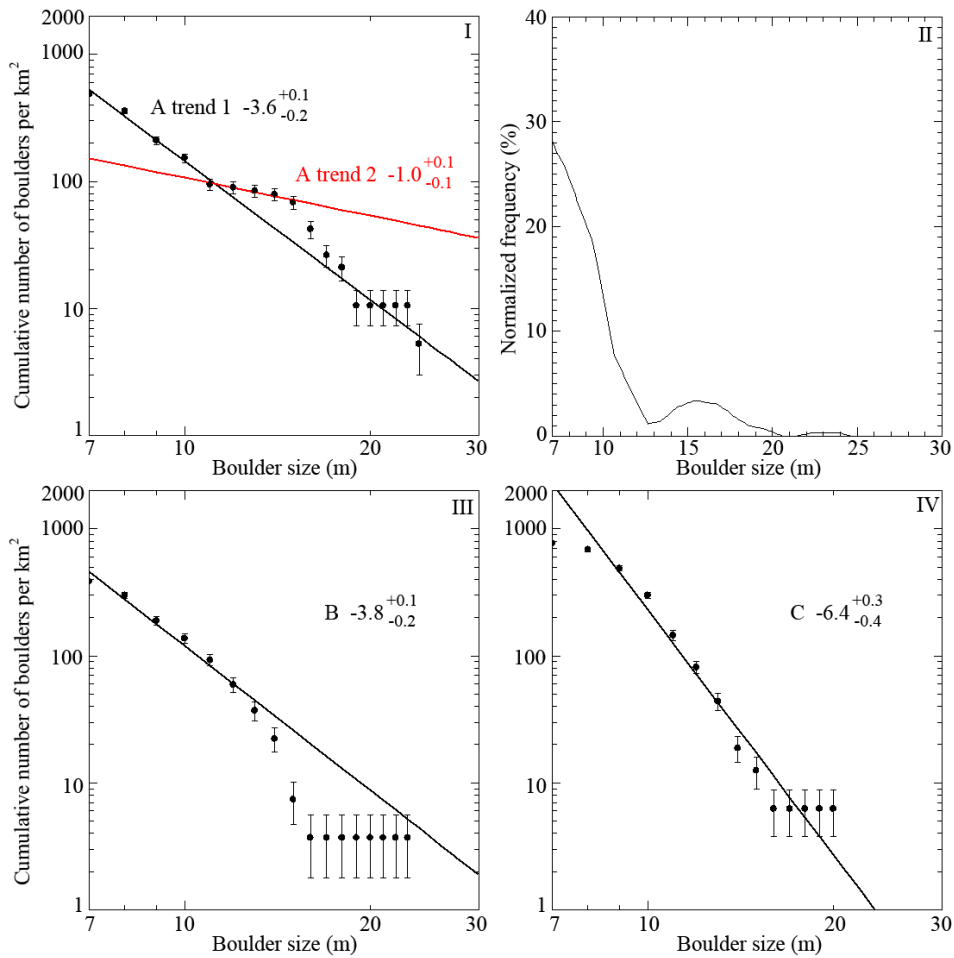 I
Cumulative number of boulders per km2
2000
1000
100
10
1
A trend 1 -3.6 +0.1 -0.2
A trend 2 -1.0 +0.1 -0.1
7 10 20 30
Boulder size (m)
II
Normalized frequency (%)
40
30
20
10
0
7 10 15 20 25 30
Boulder size (m)
III
Cumulative number of boulders per km2
2000
1000
100
10
1
B -3.8 +0.1 -0.2
7 10 20 30
Boulder size (m)
IV
2000
1000
100
10
1
C -6.4 +0.3 -0.4
7 10 20 30
Boulder size (m)